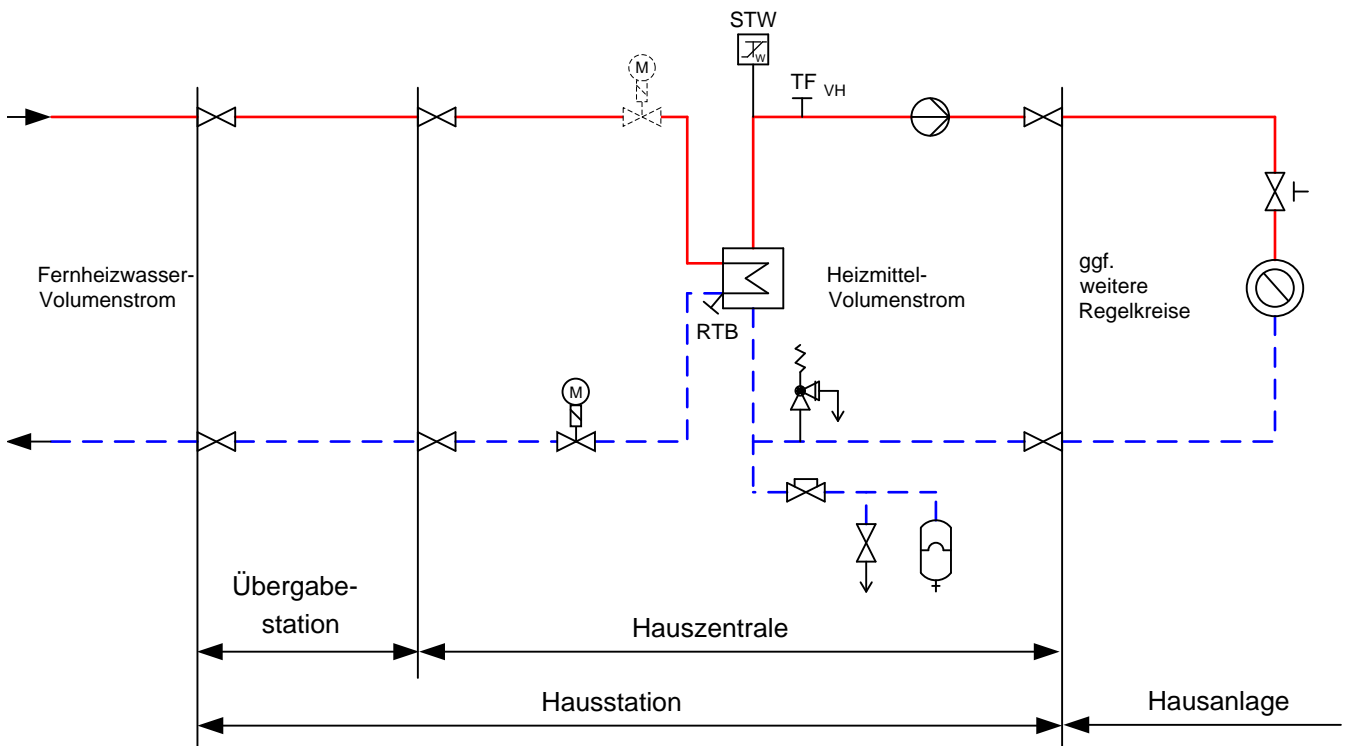 STW
W
M
TF VH
Fernheizwasser-
Volumenstrom
Heizmittel-
Volumenstrom
ggf.
weitere
Regelkreise
RTB
M
Übergabe-
station
Hauszentrale
Hausstation
Hausanlage